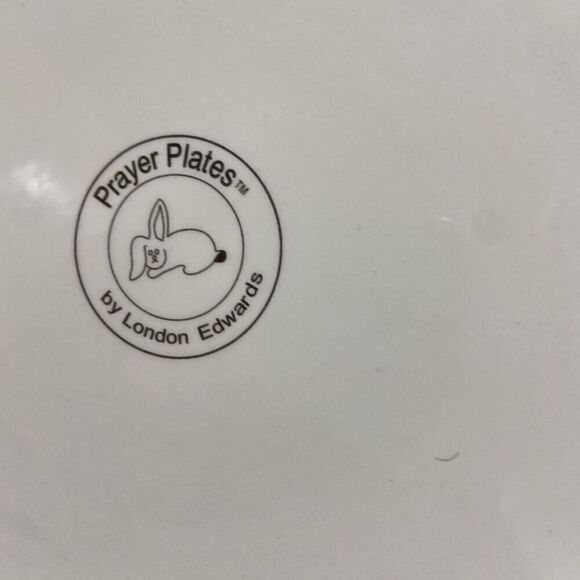 Prayer Plates™
by London Edwards